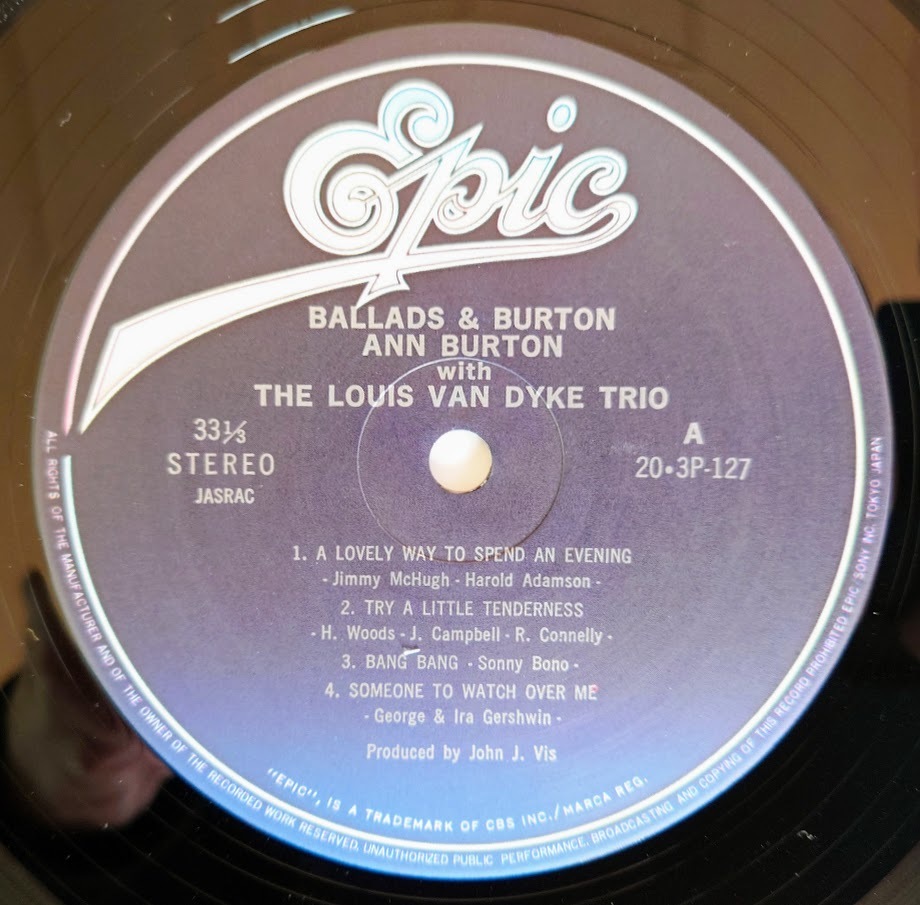 Epic
BALLADS & BURTON
ANN BURTON
with
THE LOUIS VAN DYKE TRIO
33⅓
STEREO
JASRAC
A
20•3P-127
1. A LOVELY WAY TO SPEND AN EVENING
- Jimmy McHugh - Harold Adamson -
2. TRY A LITTLE TENDERNESS
- H. Woods - J. Campbell - R. Connelly -
3. BANG BANG - Sonny Bono -
4. SOMEONE TO WATCH OVER ME
- George & Ira Gershwin -
Produced by John J. Vis
"EPIC", IS A TRADEMARK OF CBS INC./MARCA REG.
ALL RIGHTS OF THE MANUFACTURER AND OF THE OWNER OF THE RECORDED WORK RESERVED. UNAUTHORIZED PUBLIC PERFORMANCE, BROADCASTING AND COPYING OF THIS RECORD PROHIBITED EPIC/SONY INC. TOKYO JAPAN